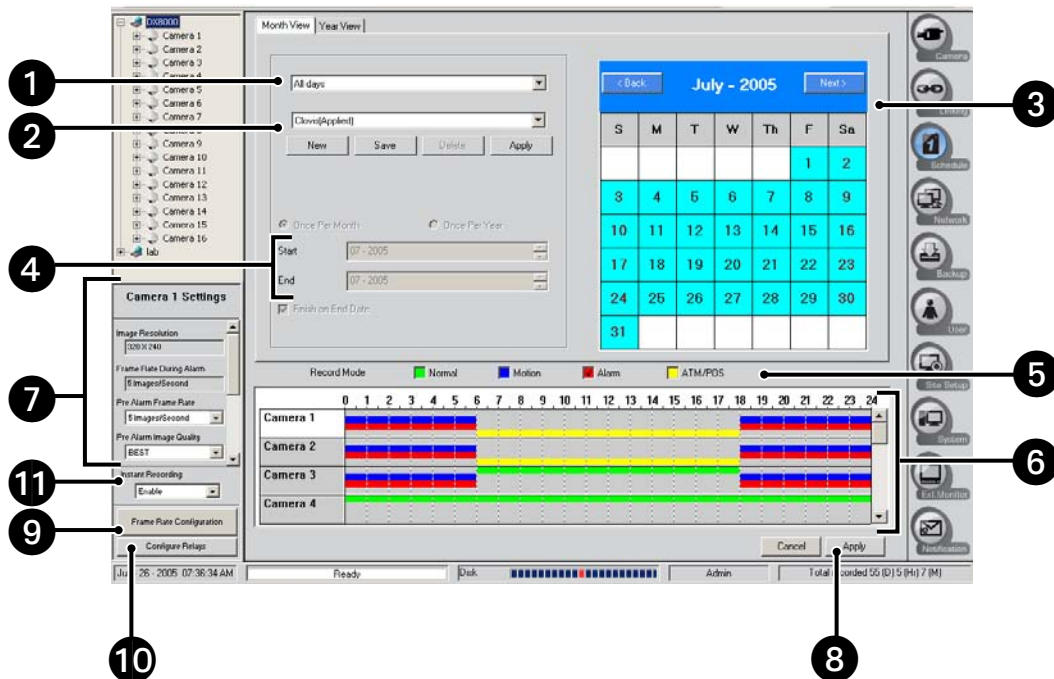 DX8000
Camera 1
Camera 2
Camera 3
Camera 4
Camera 5
Camera 6
Camera 7
Camera 9
Camera 10
Camera 11
Camera 12
Camera 13
Camera 14
Camera 15
Camera 16
lab
Month View Year View
1
All days
2
Clovis(Applied)
New Save Delete Apply
Once Per Month Once Per Year
4
Start 07 - 2005
End 07 - 2005
Finish on End Date
< Back July - 2005 Next >
3
S M T W Th F Sa
1 2
3 4 5 6 7 8 9
10 11 12 13 14 15 16
17 18 19 20 21 22 23
24 25 26 27 28 29 30
31
Camera
Linking
Schedule
Network
Backup
User
Site Setup
System
Ext.Monitor
Notification
Camera 1 Settings
Image Resolution
320 X 240
Frame Rate During Alarm
5 Images/Second
7
Pre Alarm Frame Rate
5 Images/Second
Pre Alarm Image Quality
BEST
11
Instant Recording
Enable
9
Frame Rate Configuration
Configure Relays
10
Record Mode Normal Motion Alarm ATM/POS
5
0 1 2 3 4 5 6 7 8 9 10 11 12 13 14 15 16 17 18 19 20 21 22 23 24
Camera 1
Camera 2
Camera 3
Camera 4
6
Cancel Apply
8
26 - 2005 07:36:34 AM Ready Disk Admin Total recorded 55 (D) 5 (Hr) 7 (M)